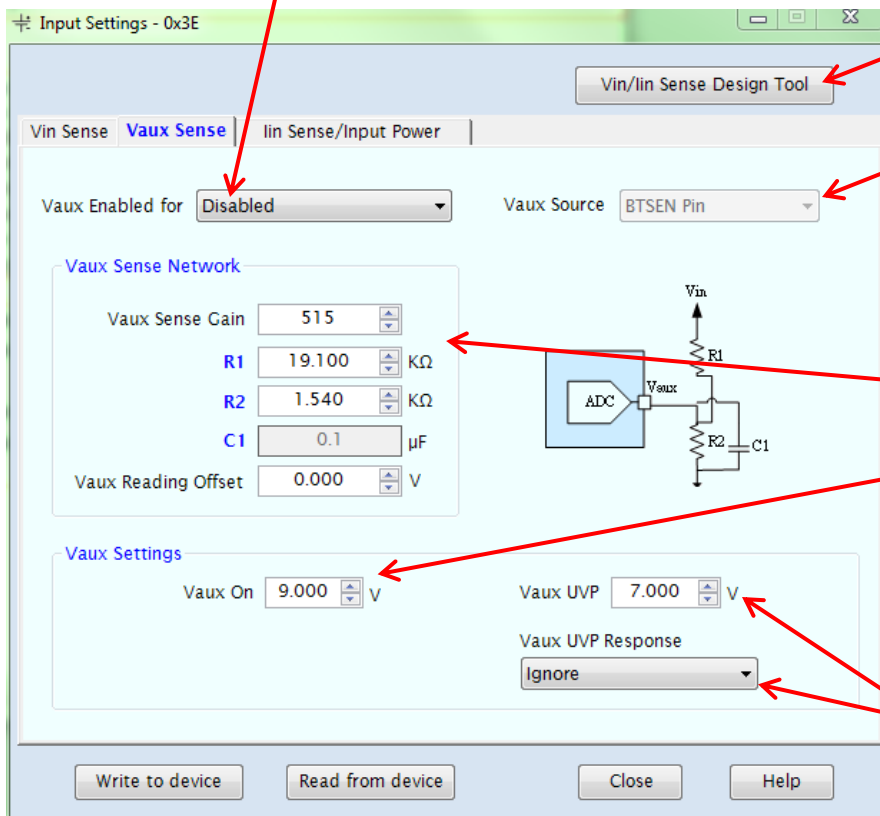 Input Settings - 0x3E
Vin/Iin Sense Design Tool
Vin Sense Vaux Sense Iin Sense/Input Power
Vaux Enabled for Disabled Vaux Source BTSEN Pin
Vaux Sense Network
Vaux Sense Gain 515
R1 19.100 KΩ
R2 1.540 KΩ
C1 0.1 µF
Vaux Reading Offset 0.000 V
Vin
R1
ADC
Vaux
R2
C1
Vaux Settings
Vaux On 9.000 V Vaux UVP 7.000 V
Vaux UVP Response
Ignore
Write to device Read from device Close Help